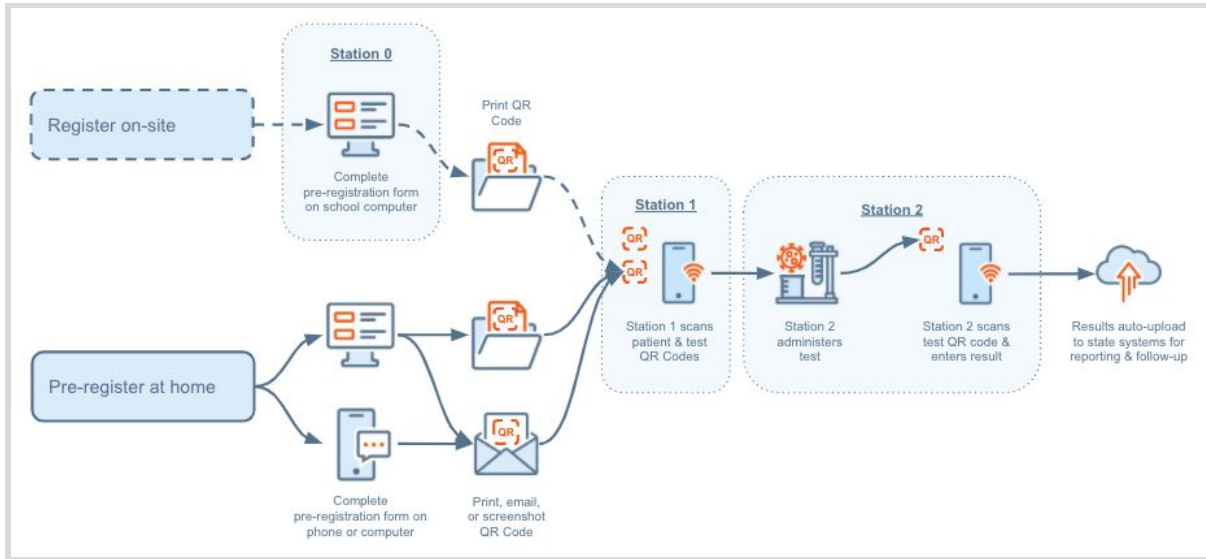 Station 0
Register on-site
Complete
pre-registration form
on school computer
Print QR
Code
QR
Pre-register at home
Complete
pre-registration form on
phone or computer
QR
QR
Print, email,
or screenshot
QR Code
Station 1
QR
QR
Station 1 scans
patient & test
QR Codes
Station 2
Station 2
administers
test
QR
Station 2 scans
test QR code &
enters result
Results auto-upload
to state systems for
reporting & follow-up